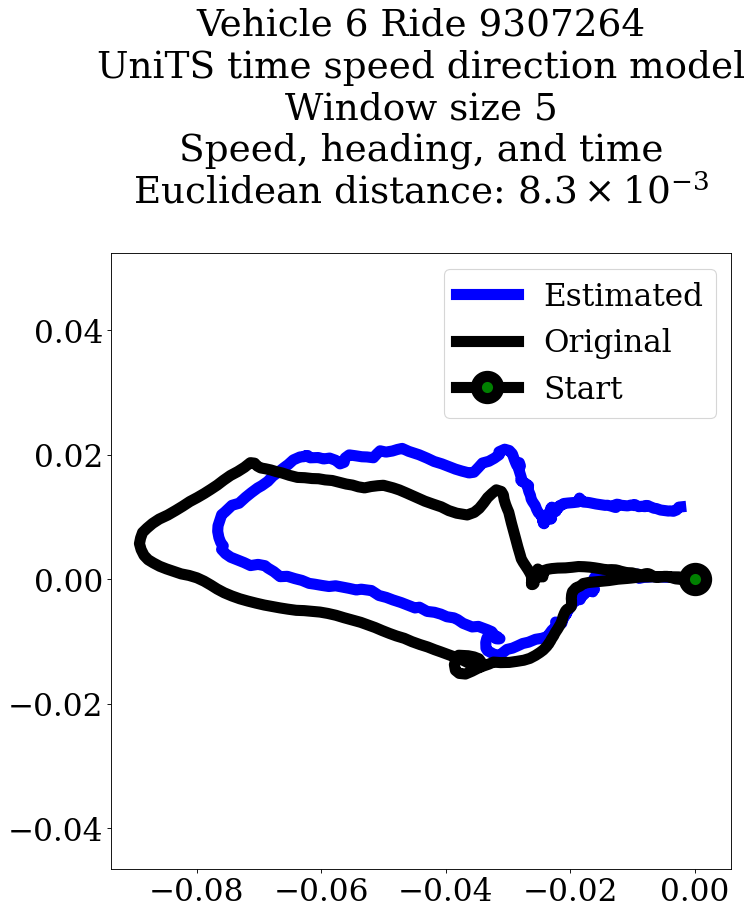 Vehicle 6 Ride 9307264
UniTS time speed direction model
Window size 5
Speed, heading, and time
Euclidean distance: 8.3 × 10⁻³
Estimated
Original
Start
0.04
0.02
0.00
−0.02
−0.04
−0.08
−0.06
−0.04
−0.02
0.00